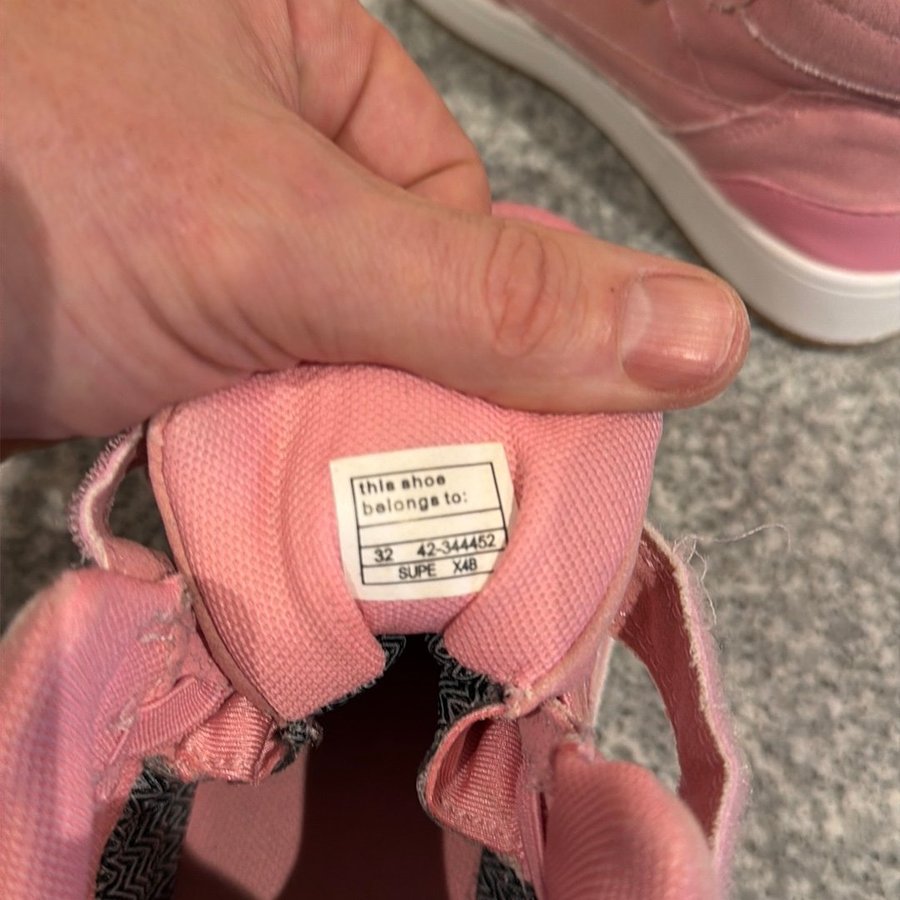 this shoe
belongs to:
32 42-344452
SUPE X48